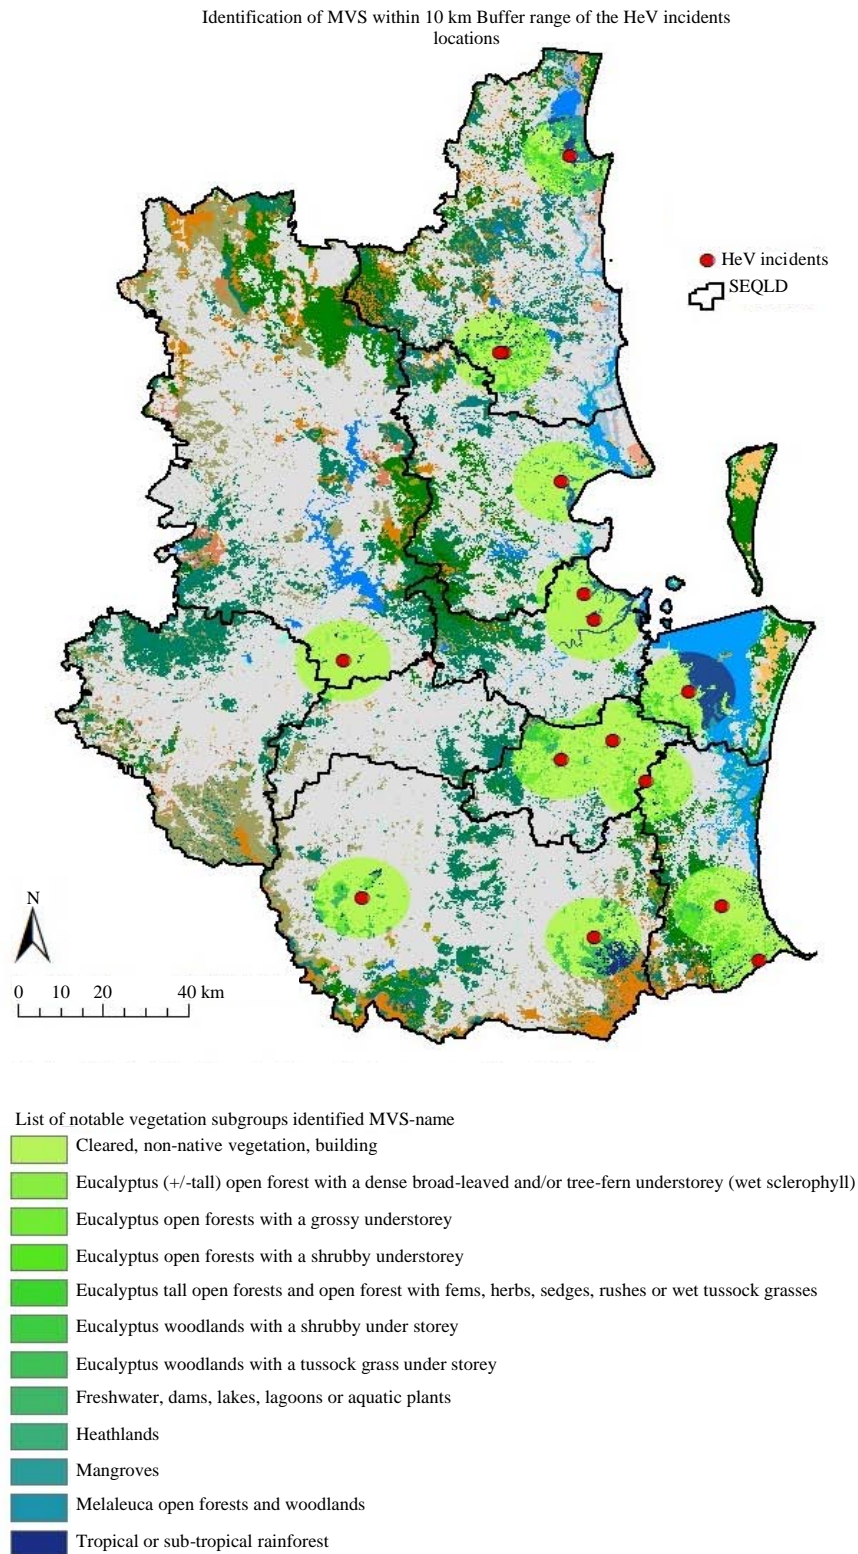 Identification of MVS within 10 km Buffer range of the HeV incidents
locations
HeV incidents
SEQLD
N
0 10 20 40 km
List of notable vegetation subgroups identified MVS-name
Cleared, non-native vegetation, building
Eucalyptus (+/-tall) open forest with a dense broad-leaved and/or tree-fern understorey (wet sclerophyll)
Eucalyptus open forests with a grossy understorey
Eucalyptus open forests with a shrubby understorey
Eucalyptus tall open forests and open forest with fems, herbs, sedges, rushes or wet tussock grasses
Eucalyptus woodlands with a shrubby under storey
Eucalyptus woodlands with a tussock grass under storey
Freshwater, dams, lakes, lagoons or aquatic plants
Heathlands
Mangroves
Melaleuca open forests and woodlands
Tropical or sub-tropical rainforest